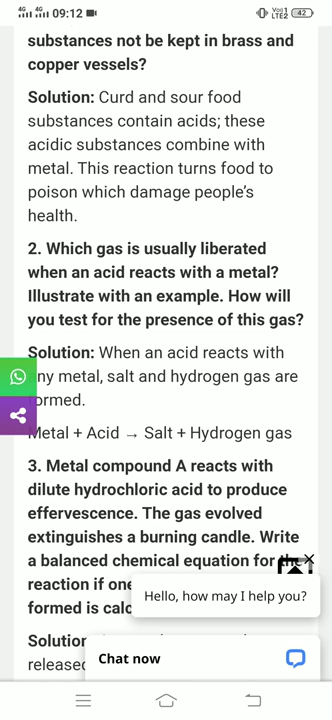 4G 4G 09:12 Vo) 1 LTE2 42
substances not be kept in brass and
copper vessels?
Solution: Curd and sour food
substances contain acids; these
acidic substances combine with
metal. This reaction turns food to
poison which damage people's
health.
2. Which gas is usually liberated
when an acid reacts with a metal?
Illustrate with an example. How will
you test for the presence of this gas?
Solution: When an acid reacts with
any metal, salt and hydrogen gas are
formed.
Metal + Acid → Salt + Hydrogen gas
3. Metal compound A reacts with
dilute hydrochloric acid to produce
effervescence. The gas evolved
extinguishes a burning candle. Write
a balanced chemical equation for the
reaction if one
Hello, how may I help you?
formed is calc
Solution
Chat now
released